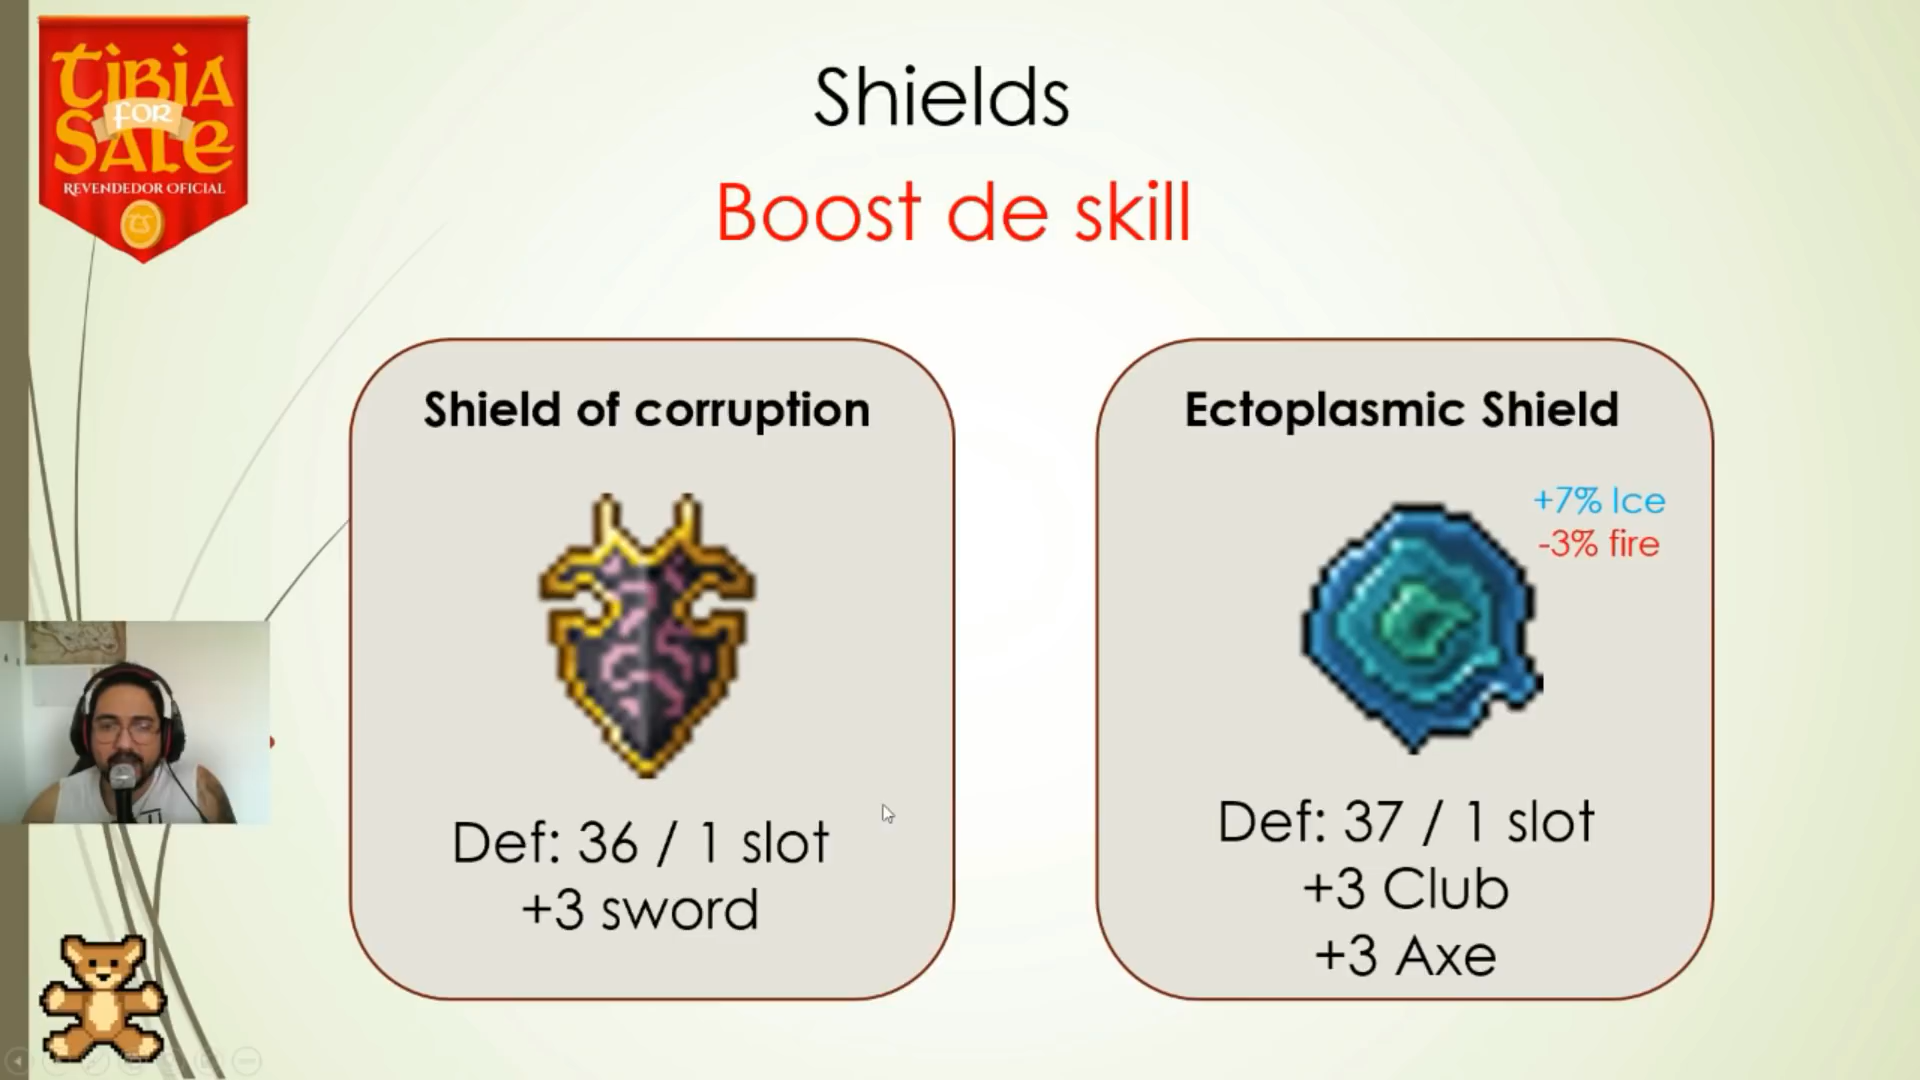 TIBIA
FOR
SALE
REVENDEDOR OFICIAL
Shields
Boost de skill
Shield of corruption
Def: 36 / 1 slot
+3 sword
Ectoplasmic Shield
+7% Ice
-3% fire
Def: 37 / 1 slot
+3 Club
+3 Axe